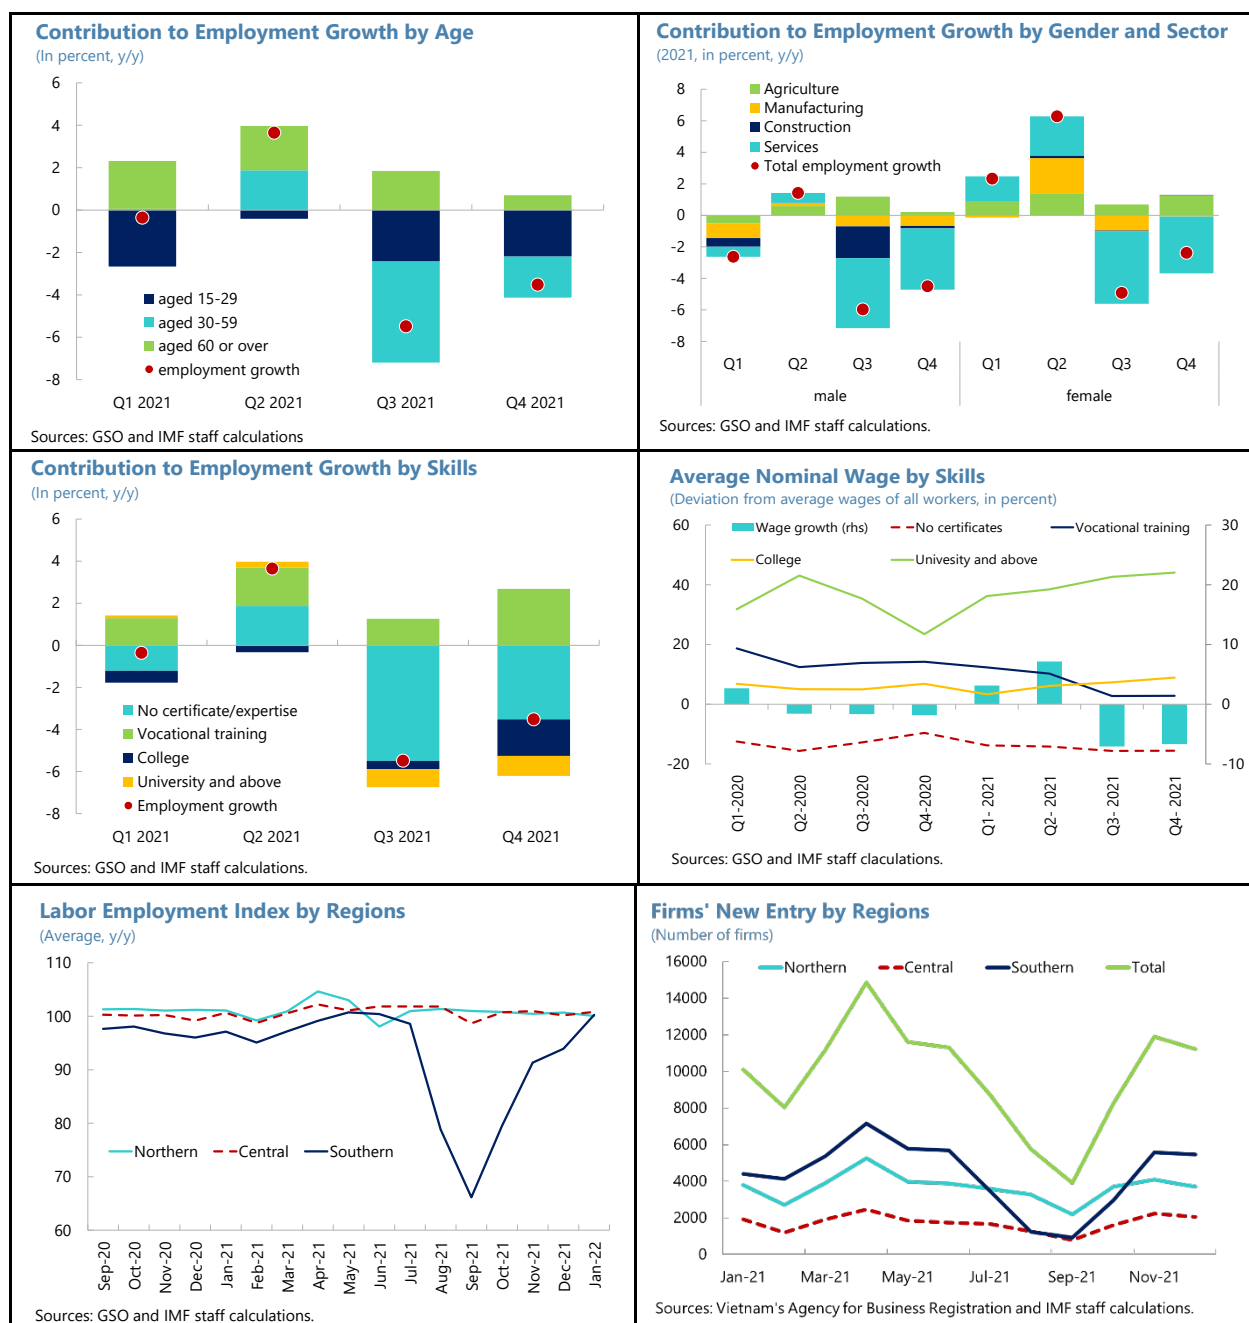 Contribution to Employment Growth by Age
(In percent, y/y)
6
4
2
0
-2
-4
-6
-8
aged 15-29
aged 30-59
aged 60 or over
employment growth
Q1 2021
Q2 2021
Q3 2021
Q4 2021
Sources: GSO and IMF staff calculations
Contribution to Employment Growth by Gender and Sector
(2021, in percent, y/y)
8
6
4
2
0
-2
-4
-6
-8
Agriculture
Manufacturing
Construction
Services
Total employment growth
Q1
Q2
Q3
Q4
Q1
Q2
Q3
Q4
male
female
Sources: GSO and IMF staff calculations.
Contribution to Employment Growth by Skills
(In percent, y/y)
6
4
2
0
-2
-4
-6
-8
No certificate/expertise
Vocational training
College
University and above
Employment growth
Q1 2021
Q2 2021
Q3 2021
Q4 2021
Sources: GSO and IMF staff calculations.
Average Nominal Wage by Skills
(Deviation from average wages of all workers, in percent)
60
40
20
0
-20
30
20
10
0
-10
Wage growth (rhs)
No certificates
Vocational training
College
Univesity and above
Q1-2020
Q2-2020
Q3-2020
Q4-2020
Q1- 2021
Q2- 2021
Q3- 2021
Q4- 2021
Sources: GSO and IMF staff claculations.
Labor Employment Index by Regions
(Average, y/y)
110
100
90
80
70
60
Northern
Central
Southern
Sep-20
Oct-20
Nov-20
Dec-20
Jan-21
Feb-21
Mar-21
Apr-21
May-21
Jun-21
Jul-21
Aug-21
Sep-21
Oct-21
Nov-21
Dec-21
Jan-22
Sources: GSO and IMF staff calculations.
Firms' New Entry by Regions
(Number of firms)
16000
14000
12000
10000
8000
6000
4000
2000
0
Northern
Central
Southern
Total
Jan-21
Mar-21
May-21
Jul-21
Sep-21
Nov-21
Sources: Vietnam's Agency for Business Registration and IMF staff calculations.